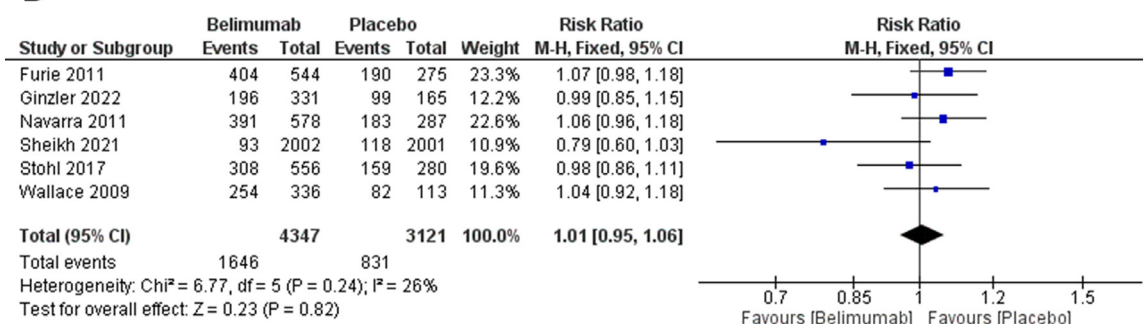 Belimumab Placebo Risk Ratio Risk Ratio
Study or Subgroup Events Total Events Total Weight M-H, Fixed, 95% CI M-H, Fixed, 95% CI
Furie 2011 404 544 190 275 23.3% 1.07 [0.98, 1.18]
Ginzler 2022 196 331 99 165 12.2% 0.99 [0.85, 1.15]
Navarra 2011 391 578 183 287 22.6% 1.06 [0.96, 1.18]
Sheikh 2021 93 2002 118 2001 10.9% 0.79 [0.60, 1.03]
Stohl 2017 308 556 159 280 19.6% 0.98 [0.86, 1.11]
Wallace 2009 254 336 82 113 11.3% 1.04 [0.92, 1.18]
Total (95% CI) 4347 3121 100.0% 1.01 [0.95, 1.06]
Total events 1646 831
Heterogeneity: Chi² = 6.77, df = 5 (P = 0.24); I² = 26%
Test for overall effect: Z = 0.23 (P = 0.82)
0.7 0.85 1 1.2 1.5
Favours [Belimumab] Favours [Placebo]